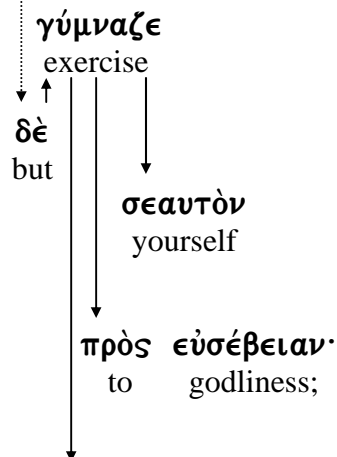 γύμναζε
exercise
δὲ
but
σεαυτὸν
yourself
πρὸς εὐσέβειαν·
to godliness;